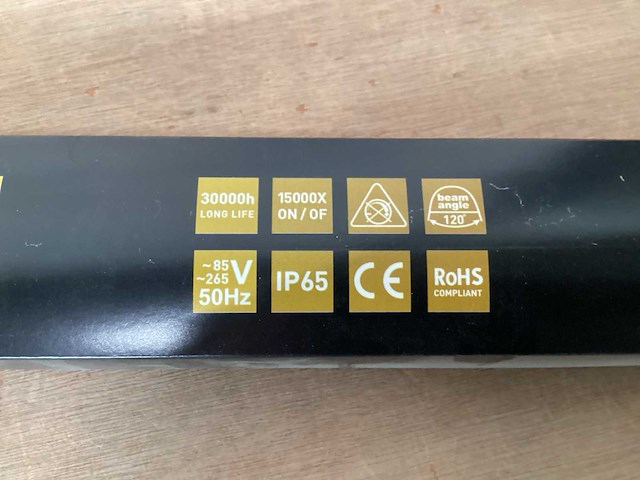 30000h
LONG LIFE
15000X
ON / OF
beam
angle
120°
~85
~265
V
50Hz
IP65
CE
RoHS
COMPLIANT